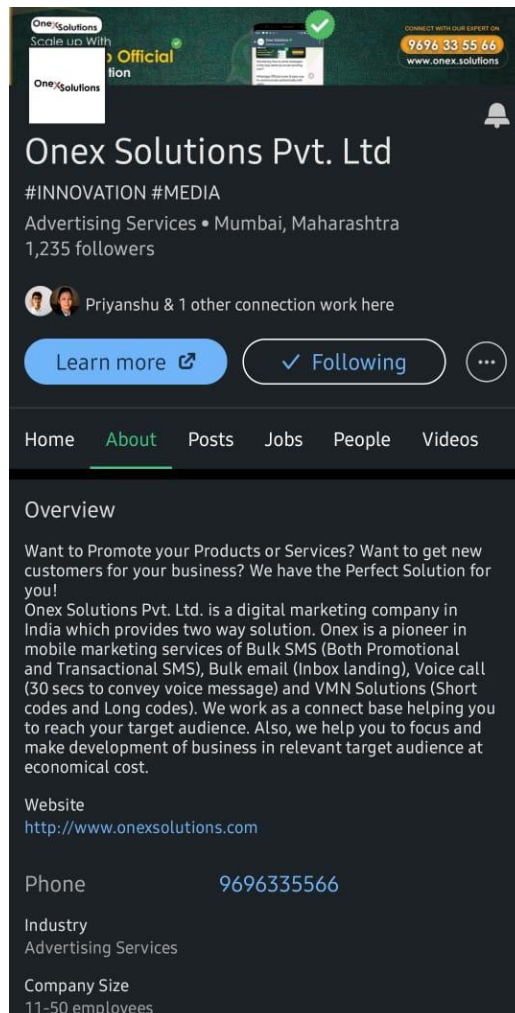 OnexSolutions
Scale up With
Official
tion
CONNECT WITH OUR EXPERT ON
9696 33 55 66
www.onex.solutions
OnexSolutions
Onex Solutions Pvt. Ltd
#INNOVATION #MEDIA
Advertising Services • Mumbai, Maharashtra
1,235 followers
Priyanshu & 1 other connection work here
Learn more
Following
Home About Posts Jobs People Videos
Overview
Want to Promote your Products or Services? Want to get new
customers for your business? We have the Perfect Solution for
you!
Onex Solutions Pvt. Ltd. is a digital marketing company in
India which provides two way solution. Onex is a pioneer in
mobile marketing services of Bulk SMS (Both Promotional
and Transactional SMS), Bulk email (Inbox landing), Voice call
(30 secs to convey voice message) and VMN Solutions (Short
codes and Long codes). We work as a connect base helping you
to reach your target audience. Also, we help you to focus and
make development of business in relevant target audience at
economical cost.
Website
http://www.onexsolutions.com
Phone 9696335566
Industry
Advertising Services
Company Size
11-50 employees